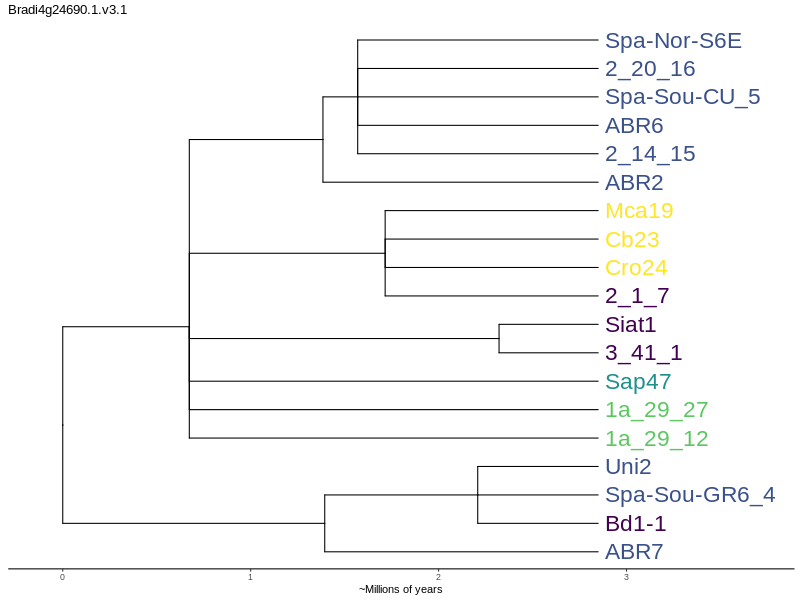 Bradi4g24690.1.v3.1
Spa-Nor-S6E
2_20_16
Spa-Sou-CU_5
ABR6
2_14_15
ABR2
Mca19
Cb23
Cro24
2_1_7
Siat1
3_41_1
Sap47
1a_29_27
1a_29_12
Uni2
Spa-Sou-GR6_4
Bd1-1
ABR7
0 1 2 3
~Millions of years